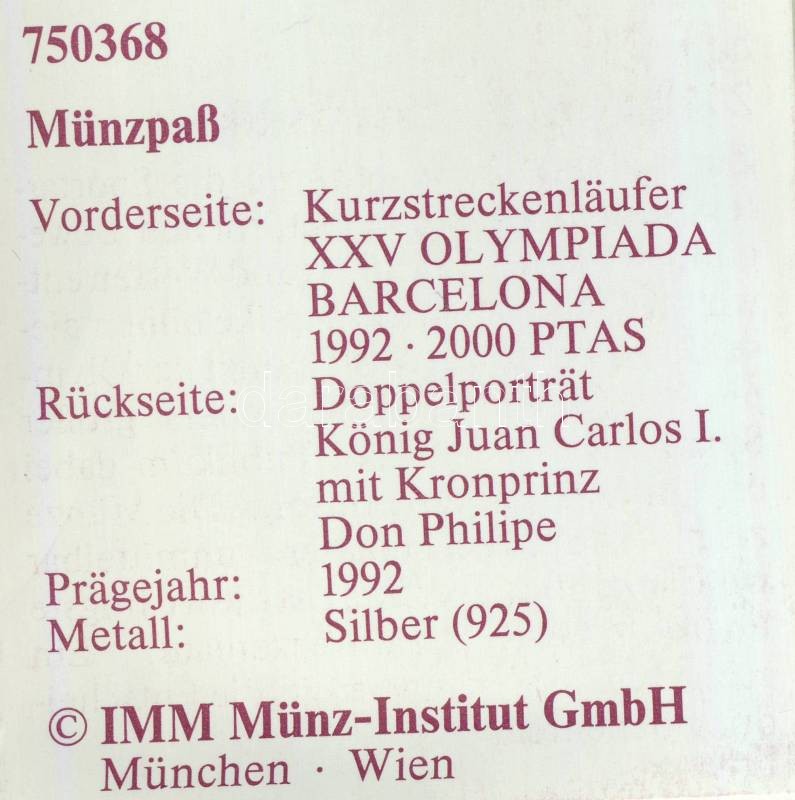 750368
Münzpaß
Vorderseite: Kurzstreckenläufer
XXV OLYMPIADA
BARCELONA
1992 · 2000 PTAS
Rückseite: Doppelporträt
König Juan Carlos I.
mit Kronprinz
Don Philipe
Prägejahr: 1992
Metall: Silber (925)
© IMM Münz-Institut GmbH
München · Wien
darabanth